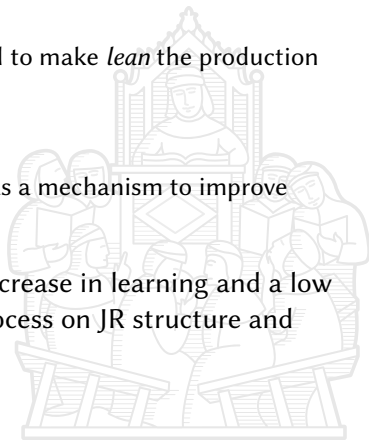 to make lean the production
s a mechanism to improve
crease in learning and a low
ocess on JR structure and